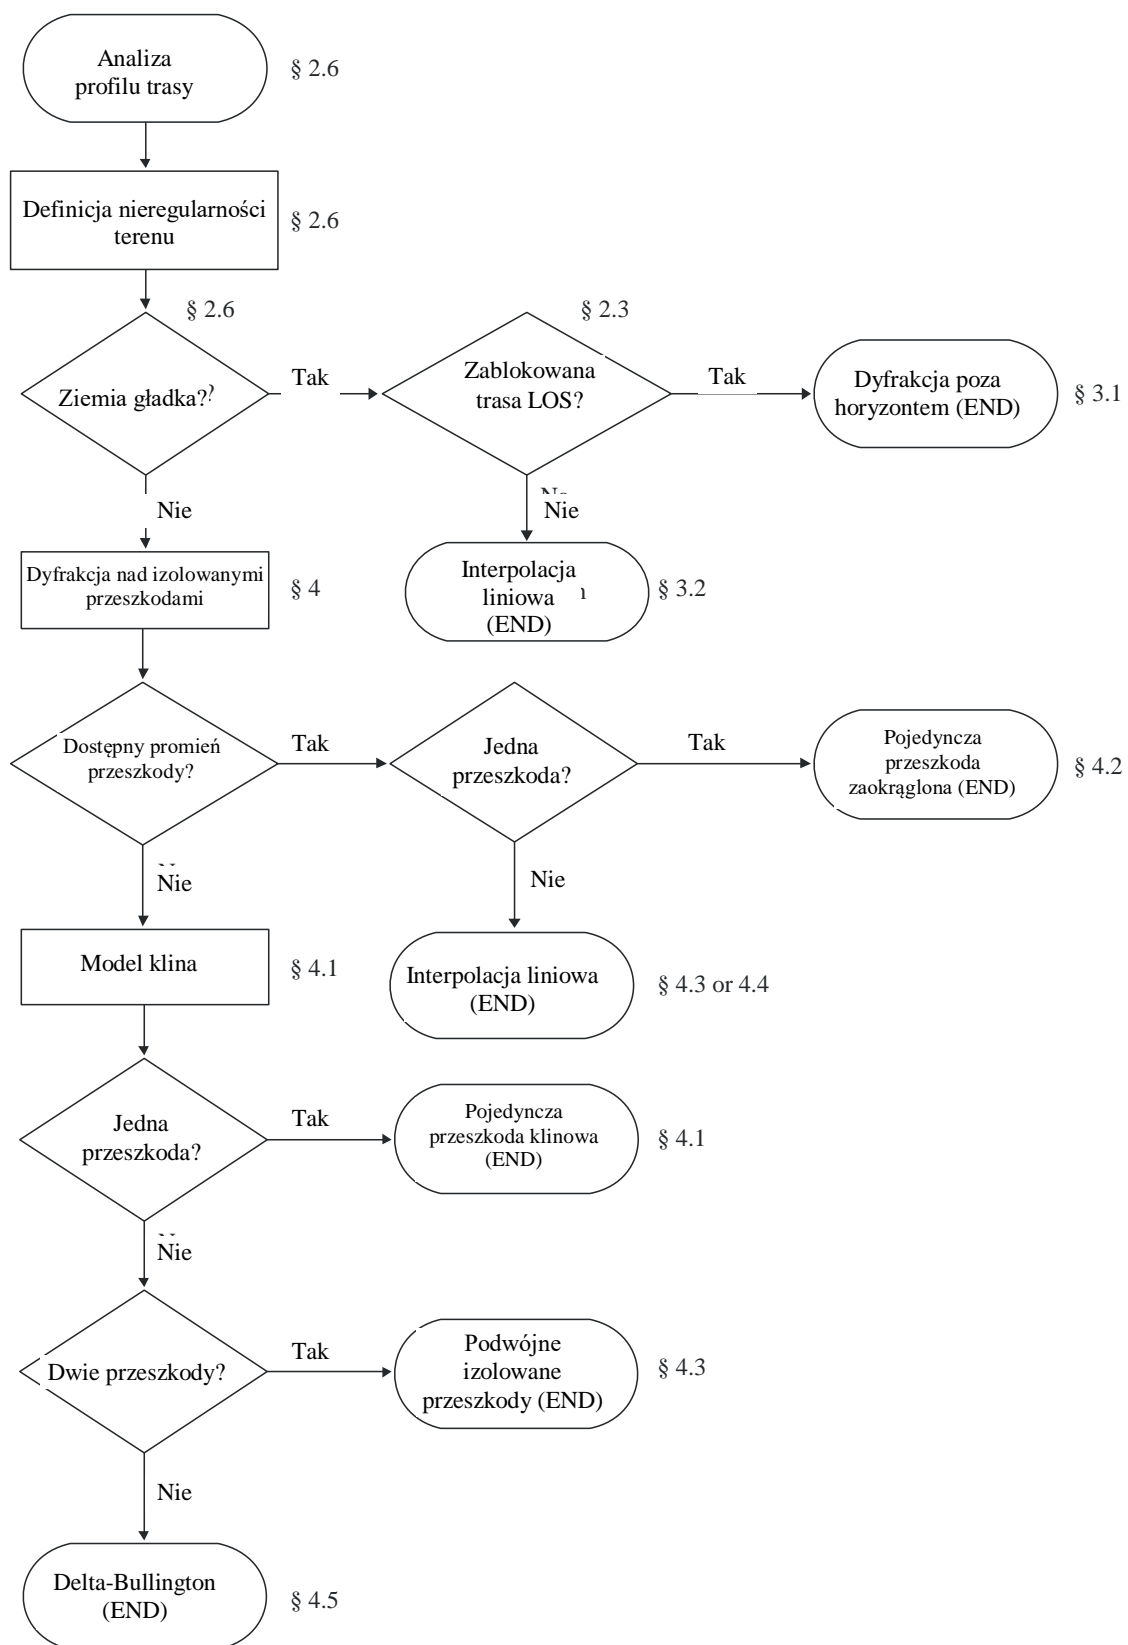 Analiza
profilu trasy
§ 2.6
Definicja nieregularności
terenu
§ 2.6
§ 2.6
Ziemia gładka?
Tak
§ 2.3
Zablokowana
trasa LOS?
Tak
Dyfrakcja poza
horyzontem (END)
§ 3.1
Nie
Nie
Dyfrakcja nad izolowanymi
przeszkodami
§ 4
Interpolacja
liniowa
(END)
§ 3.2
Dostępny promień
przeszkody?
Tak
Jedna
przeszkoda?
Tak
Pojedyncza
przeszkoda
zaokrąglona (END)
§ 4.2
Nie
Nie
Model klina
§ 4.1
Interpolacja liniowa
(END)
§ 4.3 or 4.4
Jedna
przeszkoda?
Tak
Pojedyncza
przeszkoda klinowa
(END)
§ 4.1
Nie
Dwie przeszkody?
Tak
Podwójne
izolowane
przeszkody (END)
§ 4.3
Nie
Delta-Bullington
(END)
§ 4.5